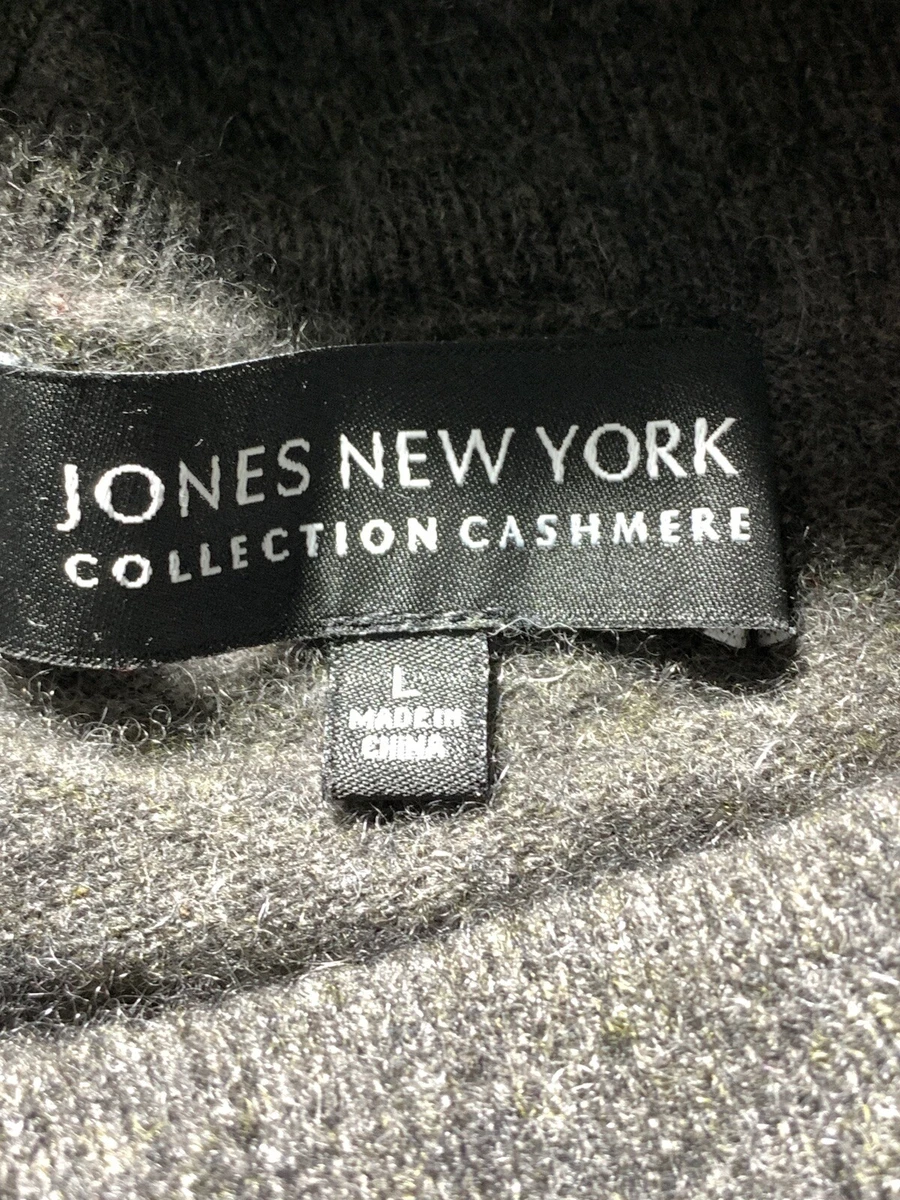 JONES NEW YORK
COLLECTION CASHMERE
L
MADE IN
CHINA